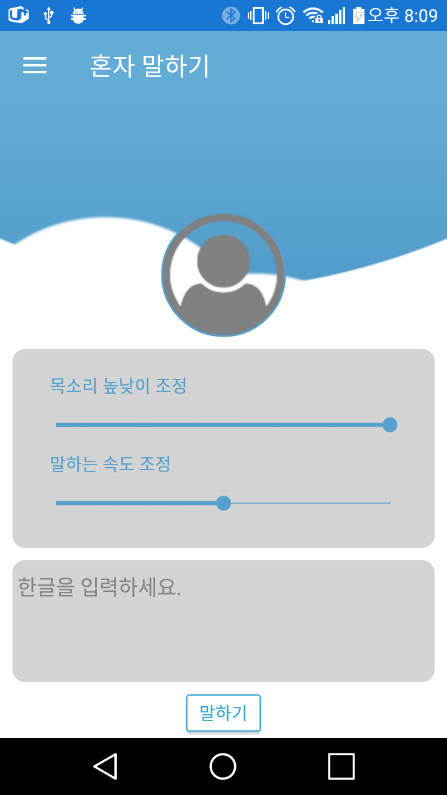 오후 8:09
혼자 말하기
목소리 높낮이 조정
말하는 속도 조정
한글을 입력하세요.
말하기